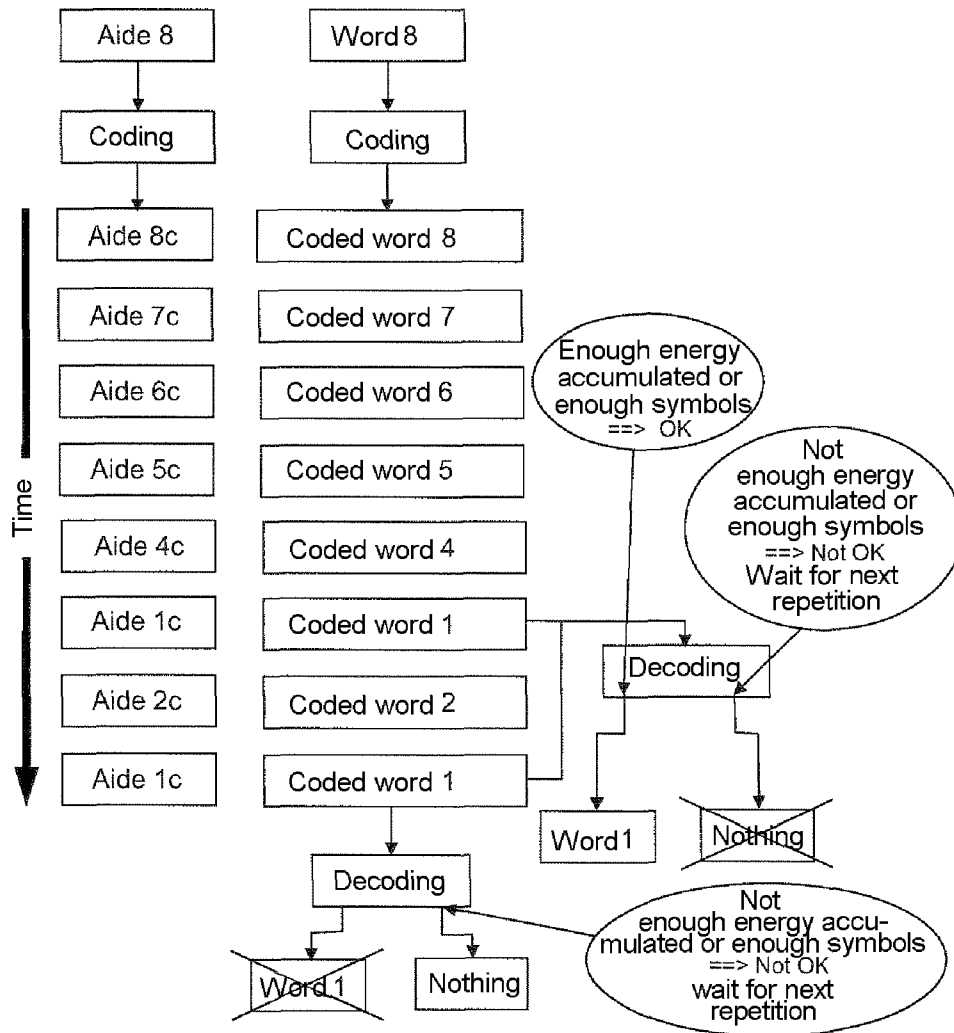 Aide 8
Word 8
Coding
Coding
Time
Aide 8c
Coded word 8
Aide 7c
Coded word 7
Aide 6c
Coded word 6
Aide 5c
Coded word 5
Aide 4c
Coded word 4
Aide 1c
Coded word 1
Aide 2c
Coded word 2
Aide 1c
Coded word 1
Enough energy
accumulated or
enough symbols
==> OK
Not
enough energy
accumulated or
enough symbols
==> Not OK
Wait for next
repetition
Decoding
Word 1
Nothing
Decoding
Word 1
Nothing
Not
enough energy accu-
mulated or enough symbols
==> Not OK
wait for next
repetition